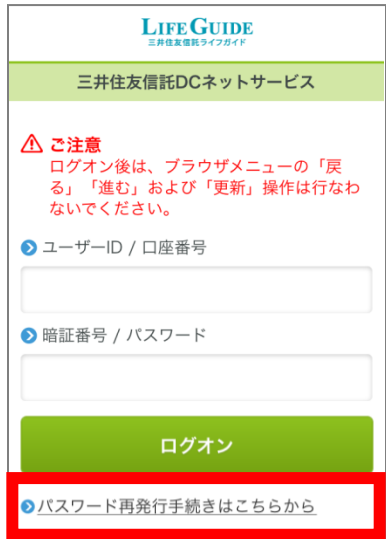 LIFE GUIDE
三井住友信託ライフガイド
三井住友信託DCネットサービス
ご注意
ログオン後は、ブラウザメニューの「戻
る」「進む」および「更新」操作は行なわ
ないでください。
ユーザーID / 口座番号
暗証番号 / パスワード
ログオン
パスワード再発行手続きはこちらから